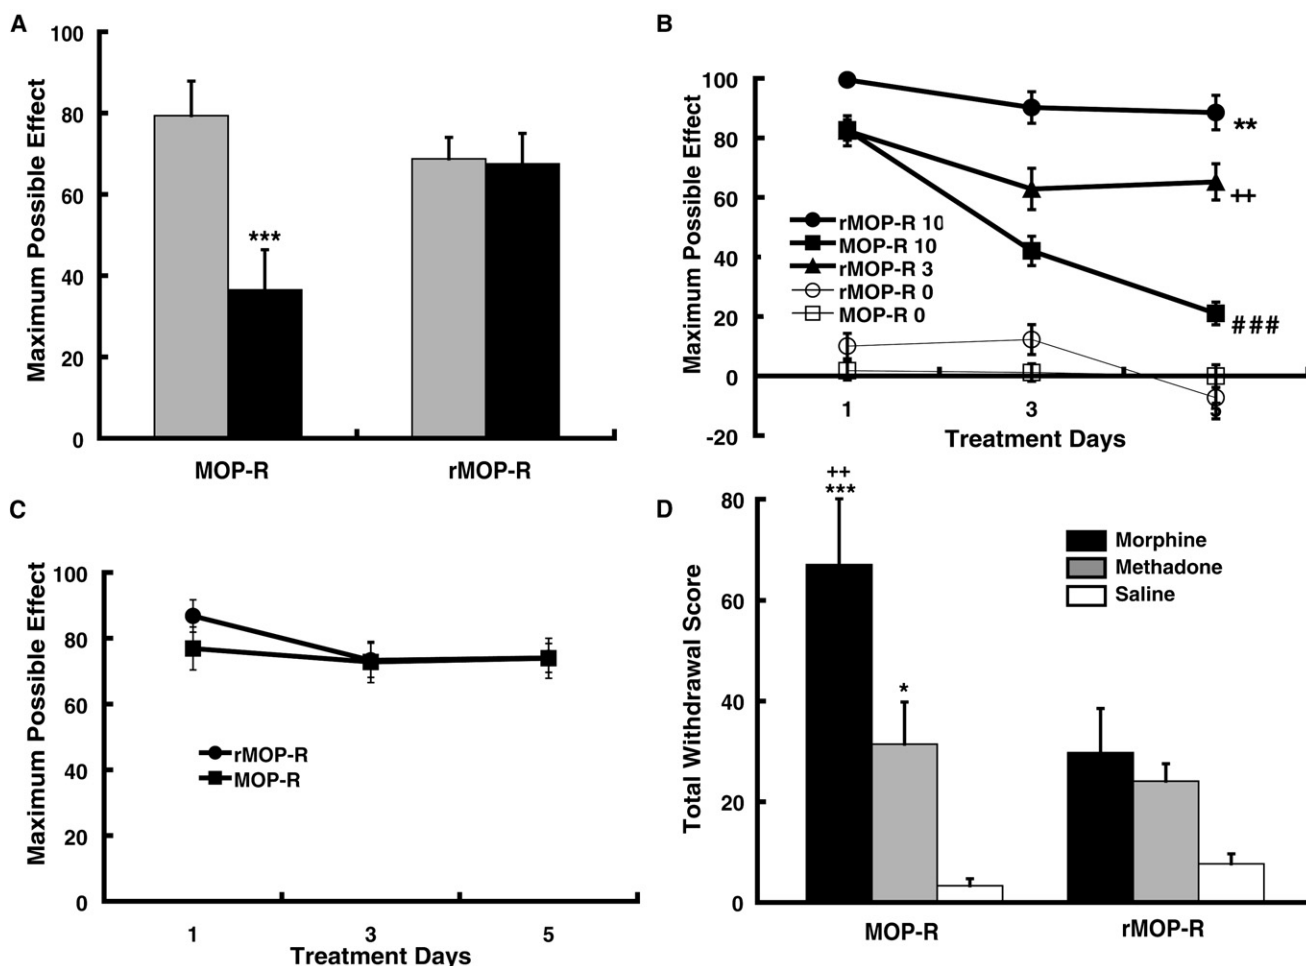 A
Maximum Possible Effect
100
80
60
40
20
0
***
MOP-R
rMOP-R
B
Maximum Possible Effect
100
80
60
40
20
0
-20
rMOP-R 10
MOP-R 10
rMOP-R 3
rMOP-R 0
MOP-R 0
**
++
###
1
3
5
Treatment Days
C
Maximum Possible Effect
100
80
60
40
20
0
rMOP-R
MOP-R
1
3
5
Treatment Days
D
Total Withdrawal Score
80
60
40
20
0
++
***
*
Morphine
Methadone
Saline
MOP-R
rMOP-R